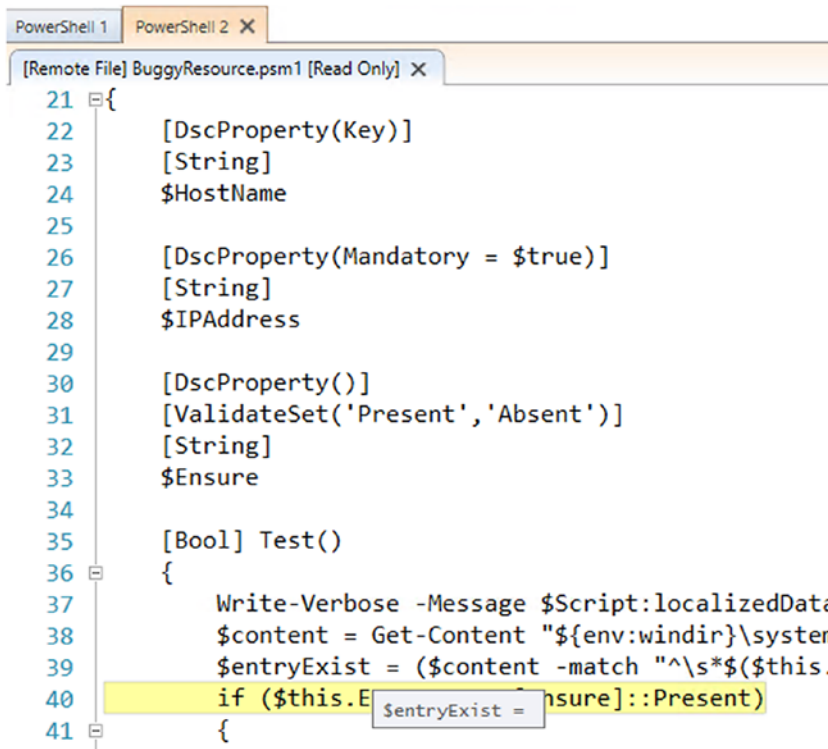 PowerShell 1 PowerShell 2
[Remote File] BuggyResource.psm1 [Read Only]
21 {
22 [DscProperty(Key)]
23 [String]
24 $HostName
25
26 [DscProperty(Mandatory = $true)]
27 [String]
28 $IPAddress
29
30 [DscProperty()]
31 [ValidateSet('Present','Absent')]
32 [String]
33 $Ensure
34
35 [Bool] Test()
36 {
37 Write-Verbose -Message $Script:localizedData
38 $content = Get-Content "${env:windir}\system
39 $entryExist = ($content -match "^\s*$($this.
40 if ($this.E nsure]::Present)
$entryExist =
41 {